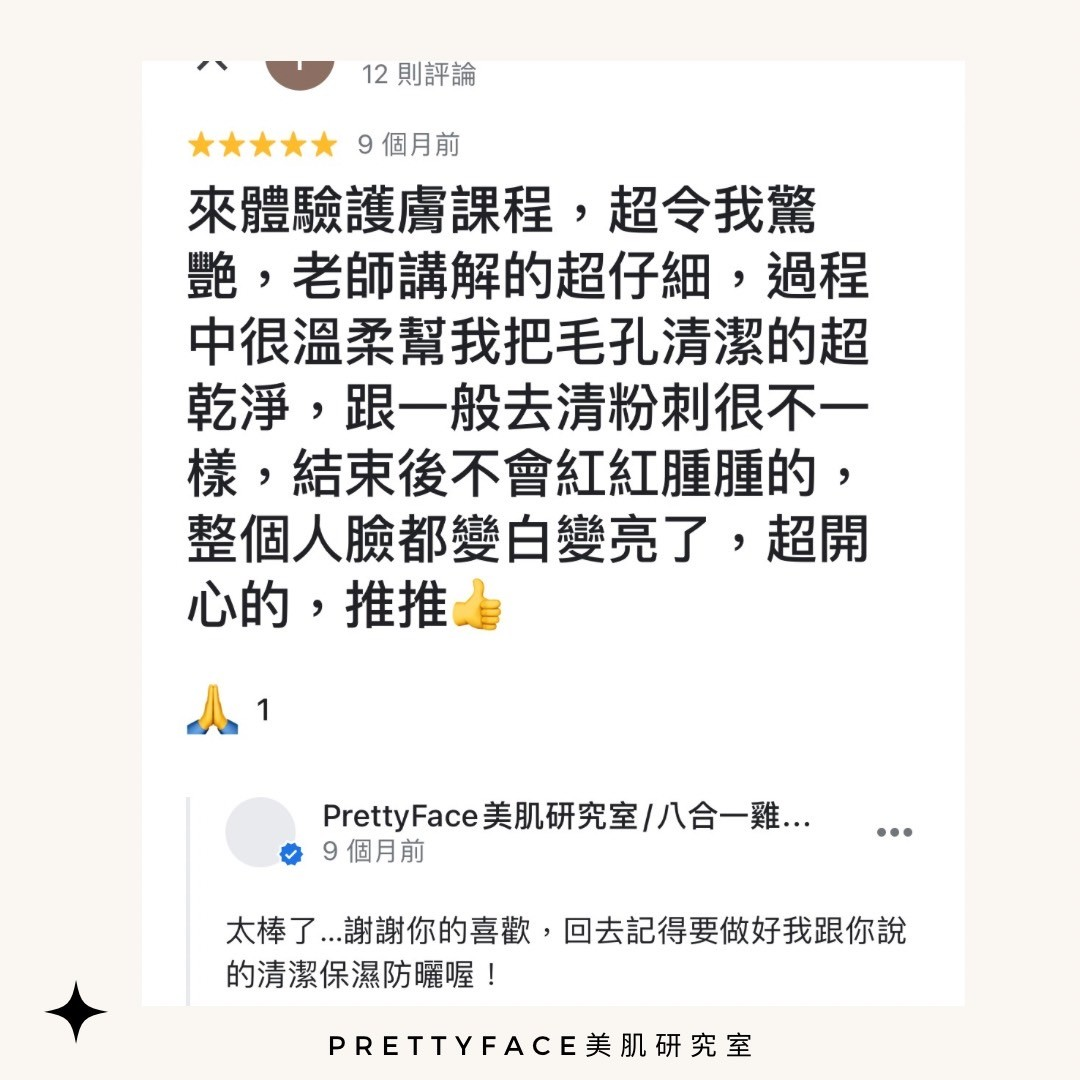 12 則評論
9 個月前
來體驗護膚課程，超令我驚
艷，老師講解的超仔細，過程
中很溫柔幫我把毛孔清潔的超
乾淨，跟一般去清粉刺很不一
樣，結束後不會紅紅腫腫的，
整個人臉都變白變亮了，超開
心的，推推👍
🙏 1
PrettyFace美肌研究室/八合一雞...
9 個月前
太棒了...謝謝你的喜歡，回去記得要做好我跟你說
的清潔保濕防曬喔！
PRETTYFACE美肌研究室